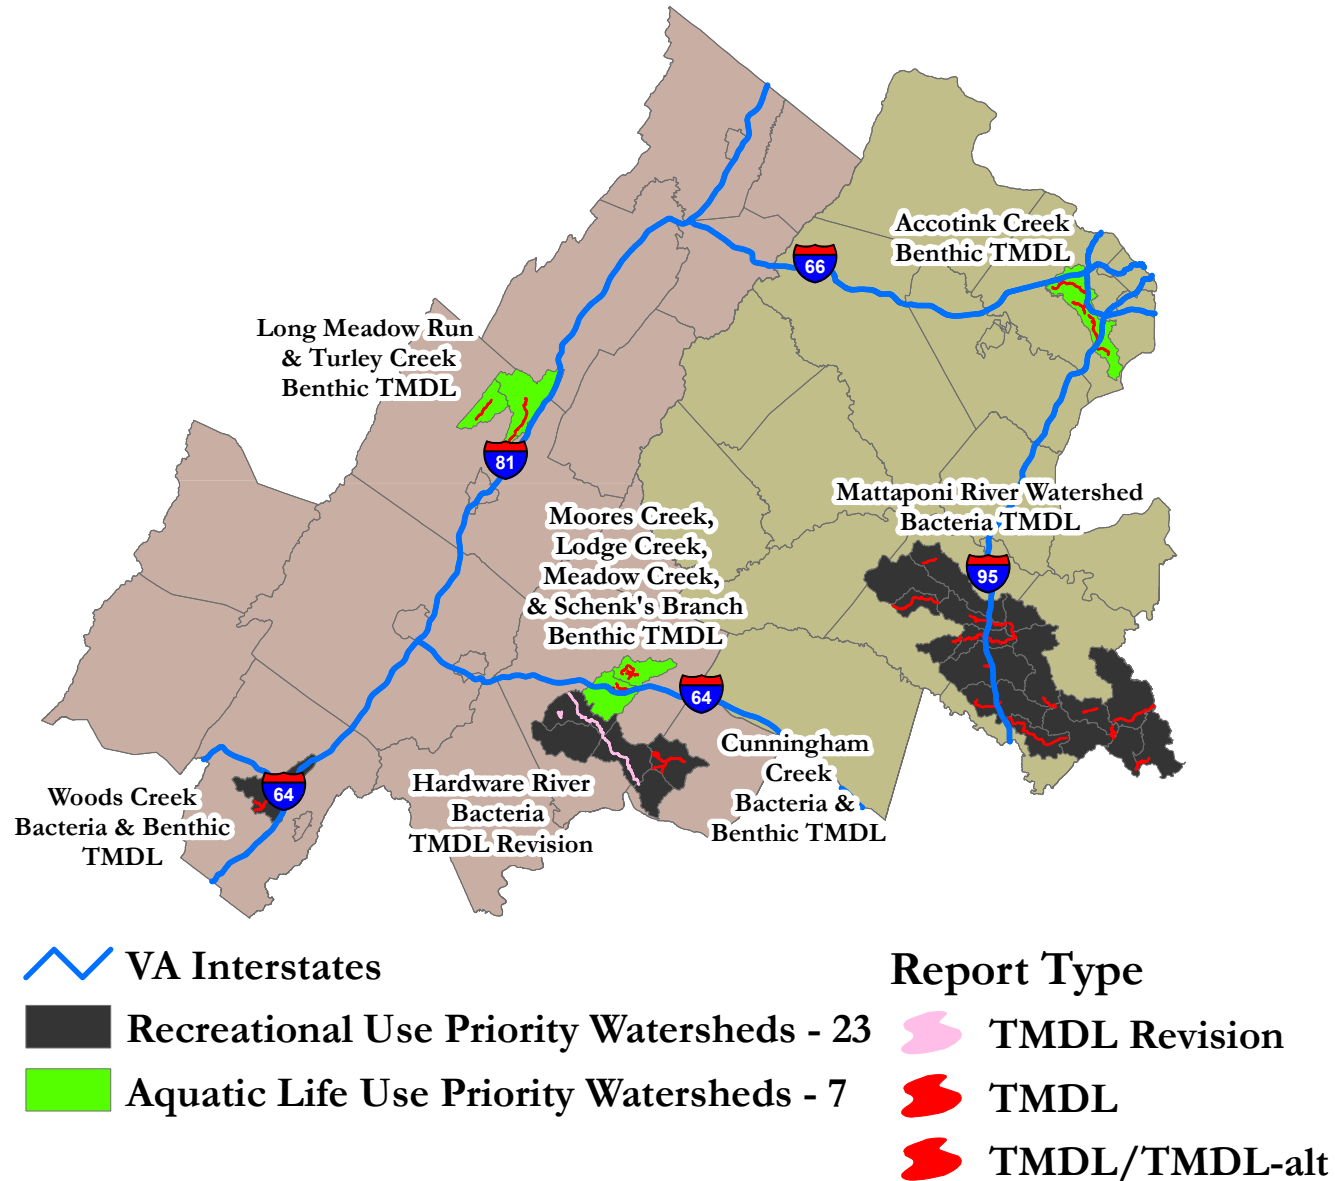 Accotink Creek
Benthic TMDL
66
Long Meadow Run
& Turley Creek
Benthic TMDL
81
Mattaponi River Watershed
Bacteria TMDL
95
Moores Creek,
Lodge Creek,
Meadow Creek,
& Schenk's Branch
Benthic TMDL
64
Cunningham
Creek
Bacteria &
Benthic TMDL
Hardware River
Bacteria
TMDL Revision
64
Woods Creek
Bacteria & Benthic
TMDL
VA Interstates
Recreational Use Priority Watersheds - 23
Aquatic Life Use Priority Watersheds - 7
Report Type
TMDL Revision
TMDL
TMDL/TMDL-alt